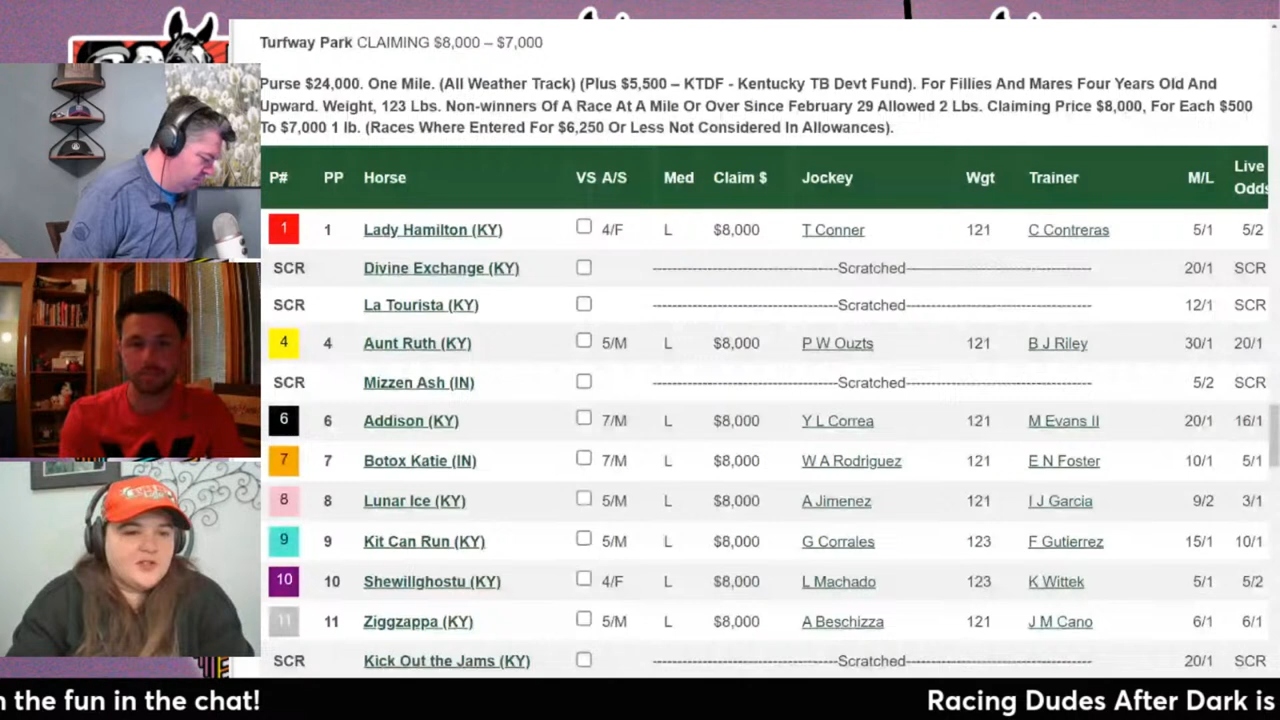 Turfway Park CLAIMING $8,000 – $7,000
Purse $24,000. One Mile. (All Weather Track) (Plus $5,500 – KTDF - Kentucky TB Devt Fund). For Fillies And Mares Four Years Old And
Upward. Weight, 123 Lbs. Non-winners Of A Race At A Mile Or Over Since February 29 Allowed 2 Lbs. Claiming Price $8,000, For Each $500
To $7,000 1 lb. (Races Where Entered For $6,250 Or Less Not Considered In Allowances).
P# PP Horse VS A/S Med Claim $ Jockey Wgt Trainer M/L Live Odds
1 1 Lady Hamilton (KY) 4/F L $8,000 T Conner 121 C Contreras 5/1 5/2
SCR Divine Exchange (KY) Scratched 20/1 SCR
SCR La Tourista (KY) Scratched 12/1 SCR
4 4 Aunt Ruth (KY) 5/M L $8,000 P W Ouzts 121 B J Riley 30/1 20/1
SCR Mizzen Ash (IN) Scratched 5/2 SCR
6 6 Addison (KY) 7/M L $8,000 Y L Correa 121 M Evans II 20/1 16/1
7 7 Botox Katie (IN) 7/M L $8,000 W A Rodriguez 121 E N Foster 10/1 5/1
8 8 Lunar Ice (KY) 5/M L $8,000 A Jimenez 121 I J Garcia 9/2 3/1
9 9 Kit Can Run (KY) 5/M L $8,000 G Corrales 123 F Gutierrez 15/1 10/1
10 10 Shewillghostu (KY) 4/F L $8,000 L Machado 123 K Wittek 5/1 5/2
11 11 Ziggzappa (KY) 5/M L $8,000 A Beschizza 121 J M Cano 6/1 6/1
SCR Kick Out the Jams (KY) Scratched 20/1 SCR
n the fun in the chat! Racing Dudes After Dark is